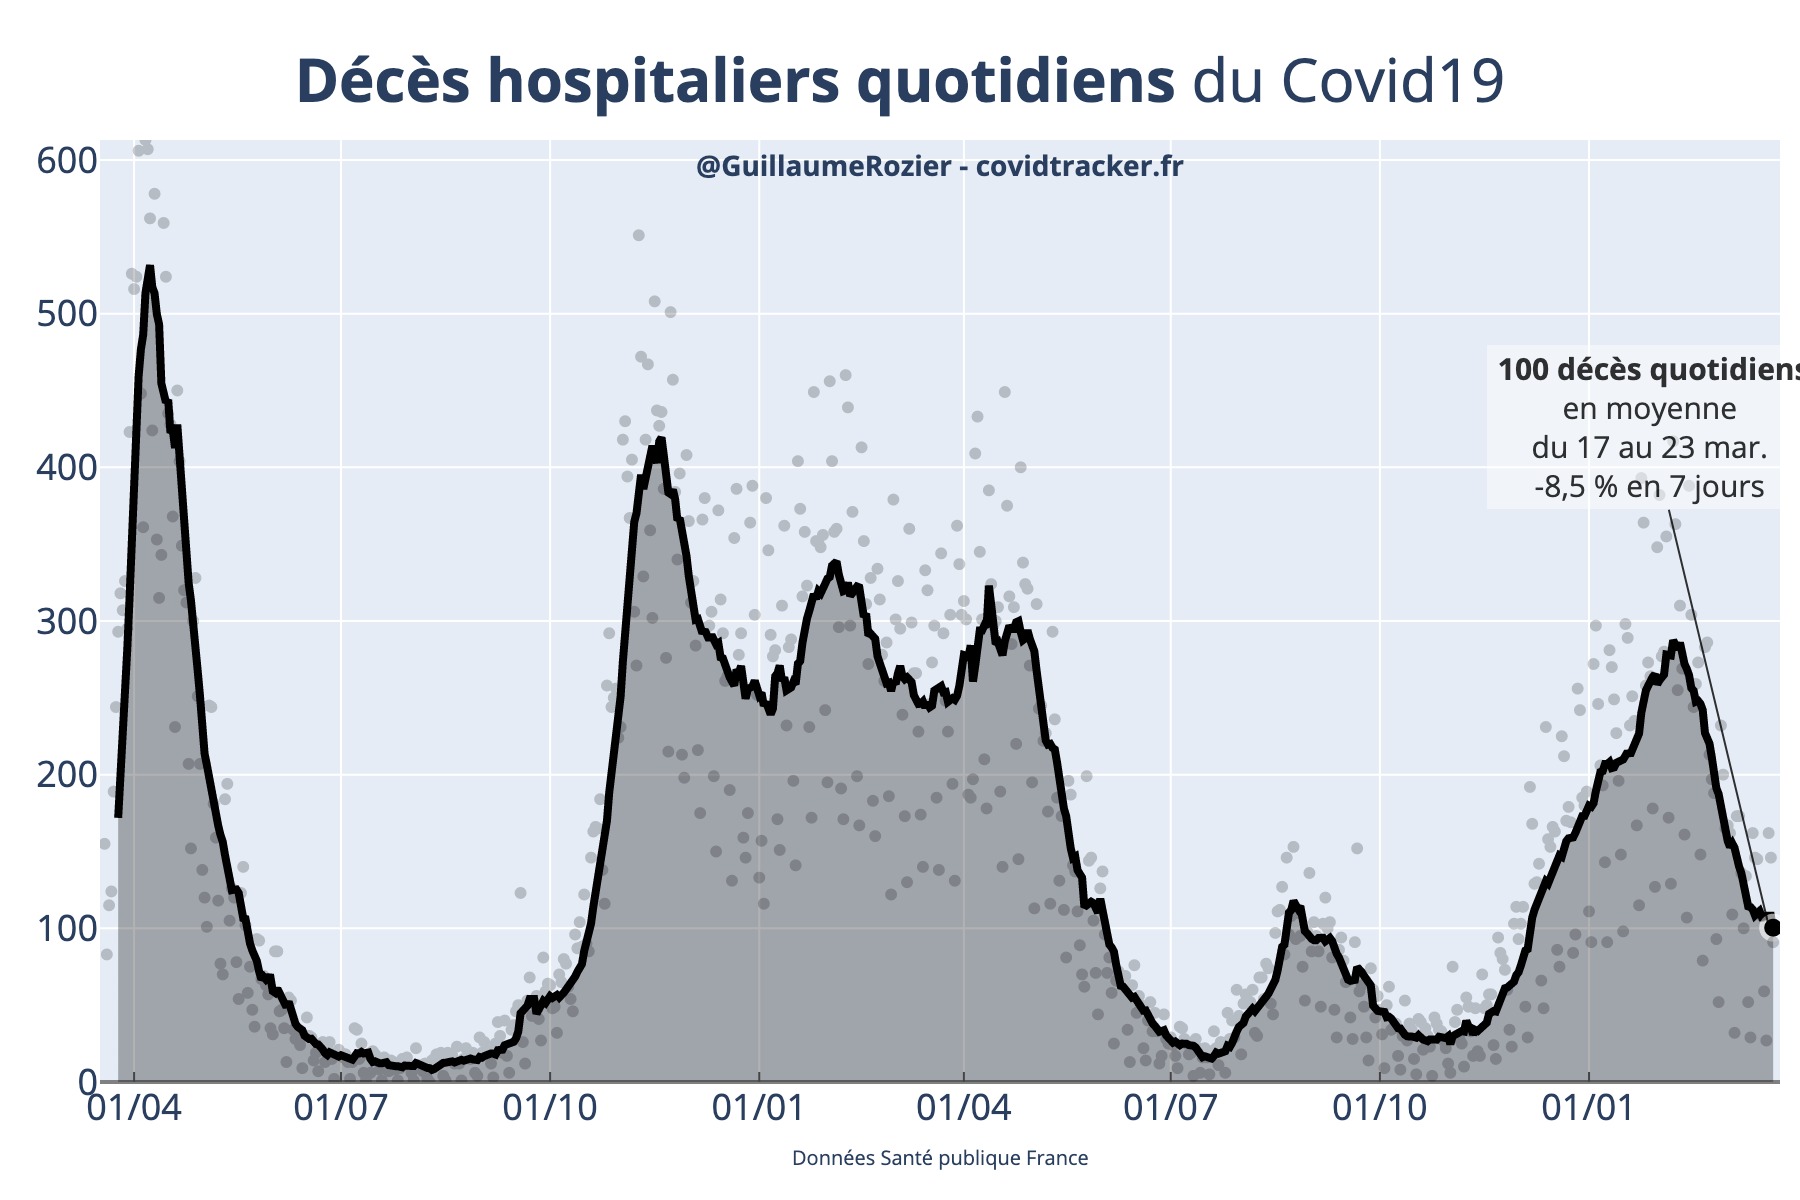 Décès hospitaliers quotidiens du Covid19
@GuillaumeRozier - covidtracker.fr
600
500
400
300
200
100
0
100 décès quotidiens
en moyenne
du 17 au 23 mar.
-8,5 % en 7 jours
01/04 01/07 01/10 01/01 01/04 01/07 01/10 01/01
Données Santé publique France